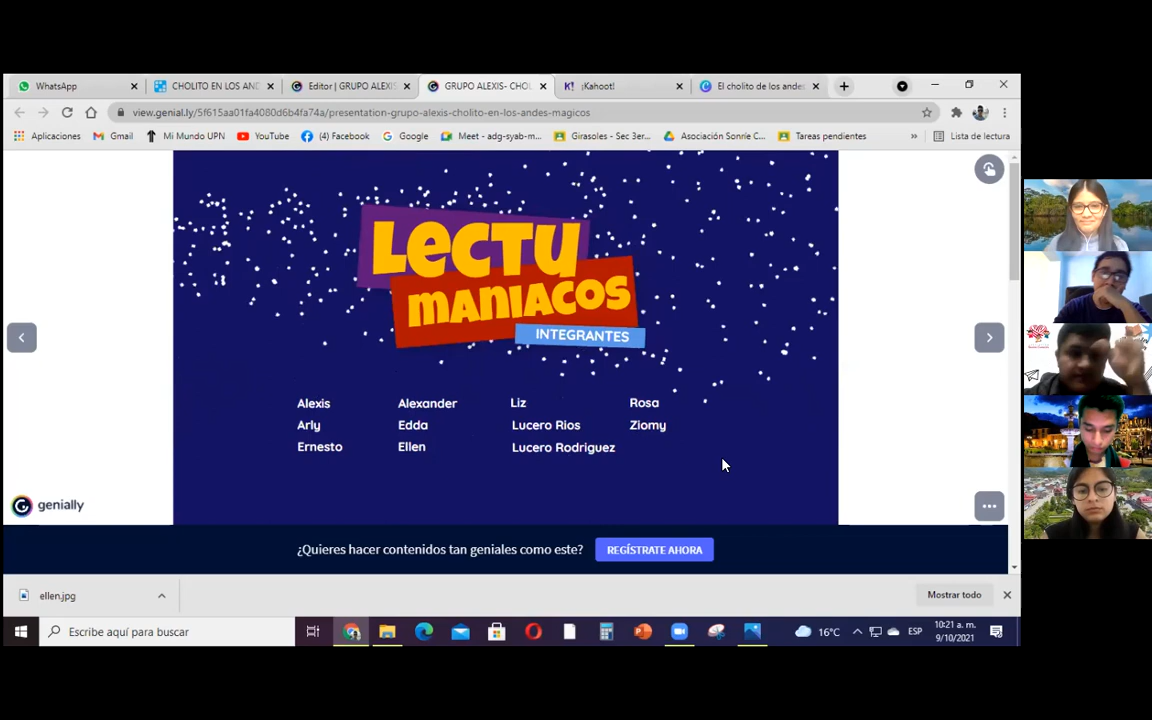 WhatsApp
CHOLITO EN LOS AND
Editor | GRUPO ALEXIS
GRUPO ALEXIS- CHOL
K! ¡Kahoot!
El cholito de los andes
view.genial.ly/5f615aa01fa4080d6b4fa74a/presentation-grupo-alexis-cholito-en-los-andes-magicos
Aplicaciones
Gmail
Mi Mundo UPN
YouTube
(4) Facebook
Google
Meet - adg-syab-m...
Girasoles - Sec 3er...
Asociación Sonríe C...
Tareas pendientes
»
Lista de lectura
LECTU
MANIACOS
INTEGRANTES
Alexis Alexander Liz Rosa
Arly Edda Lucero Rios Ziomy
Ernesto Ellen Lucero Rodriguez
genially
¿Quieres hacer contenidos tan geniales como este? REGÍSTRATE AHORA
ellen.jpg
Mostrar todo
Escribe aquí para buscar
16°C
ESP
10:21 a. m.
9/10/2021